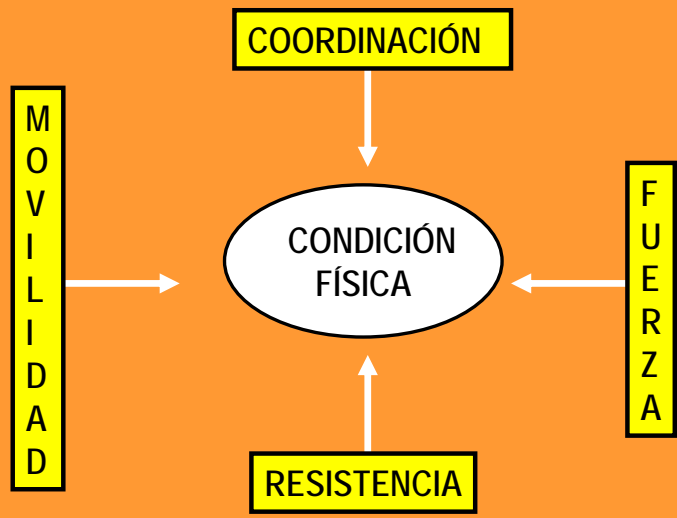 COORDINACIÓN
MOVILIDAD
CONDICIÓN
FÍSICA
FUERZA
RESISTENCIA